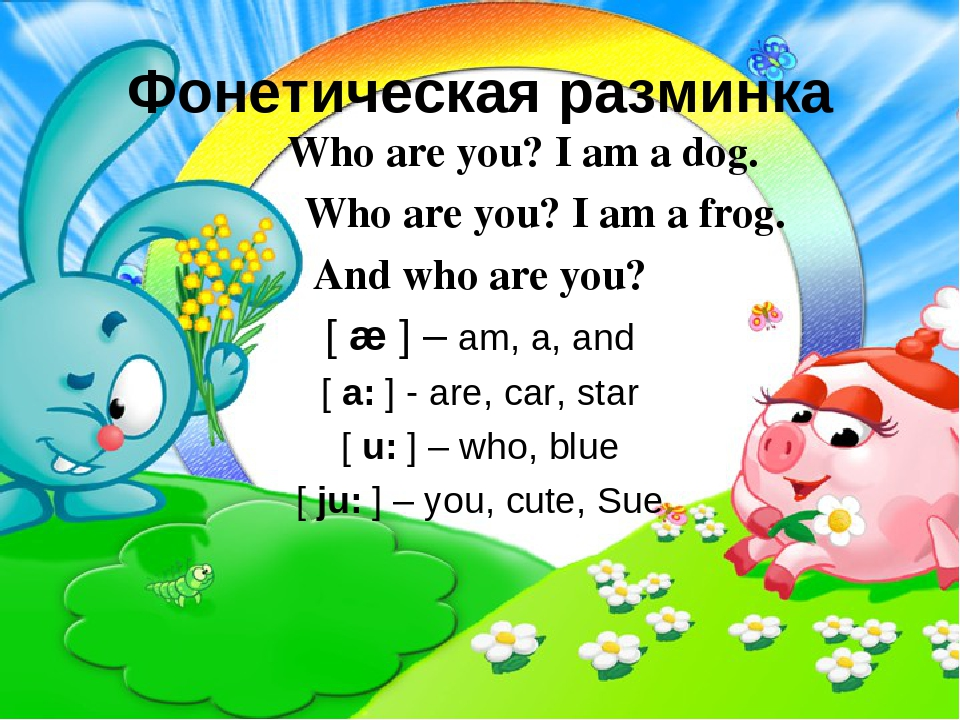 Фонетическая разминка
Who are you? I am a dog.
Who are you? I am a frog.
And who are you?
[ æ ] – am, a, and
[ a: ] - are, car, star
[ u: ] – who, blue
[ ju: ] – you, cute, Sue